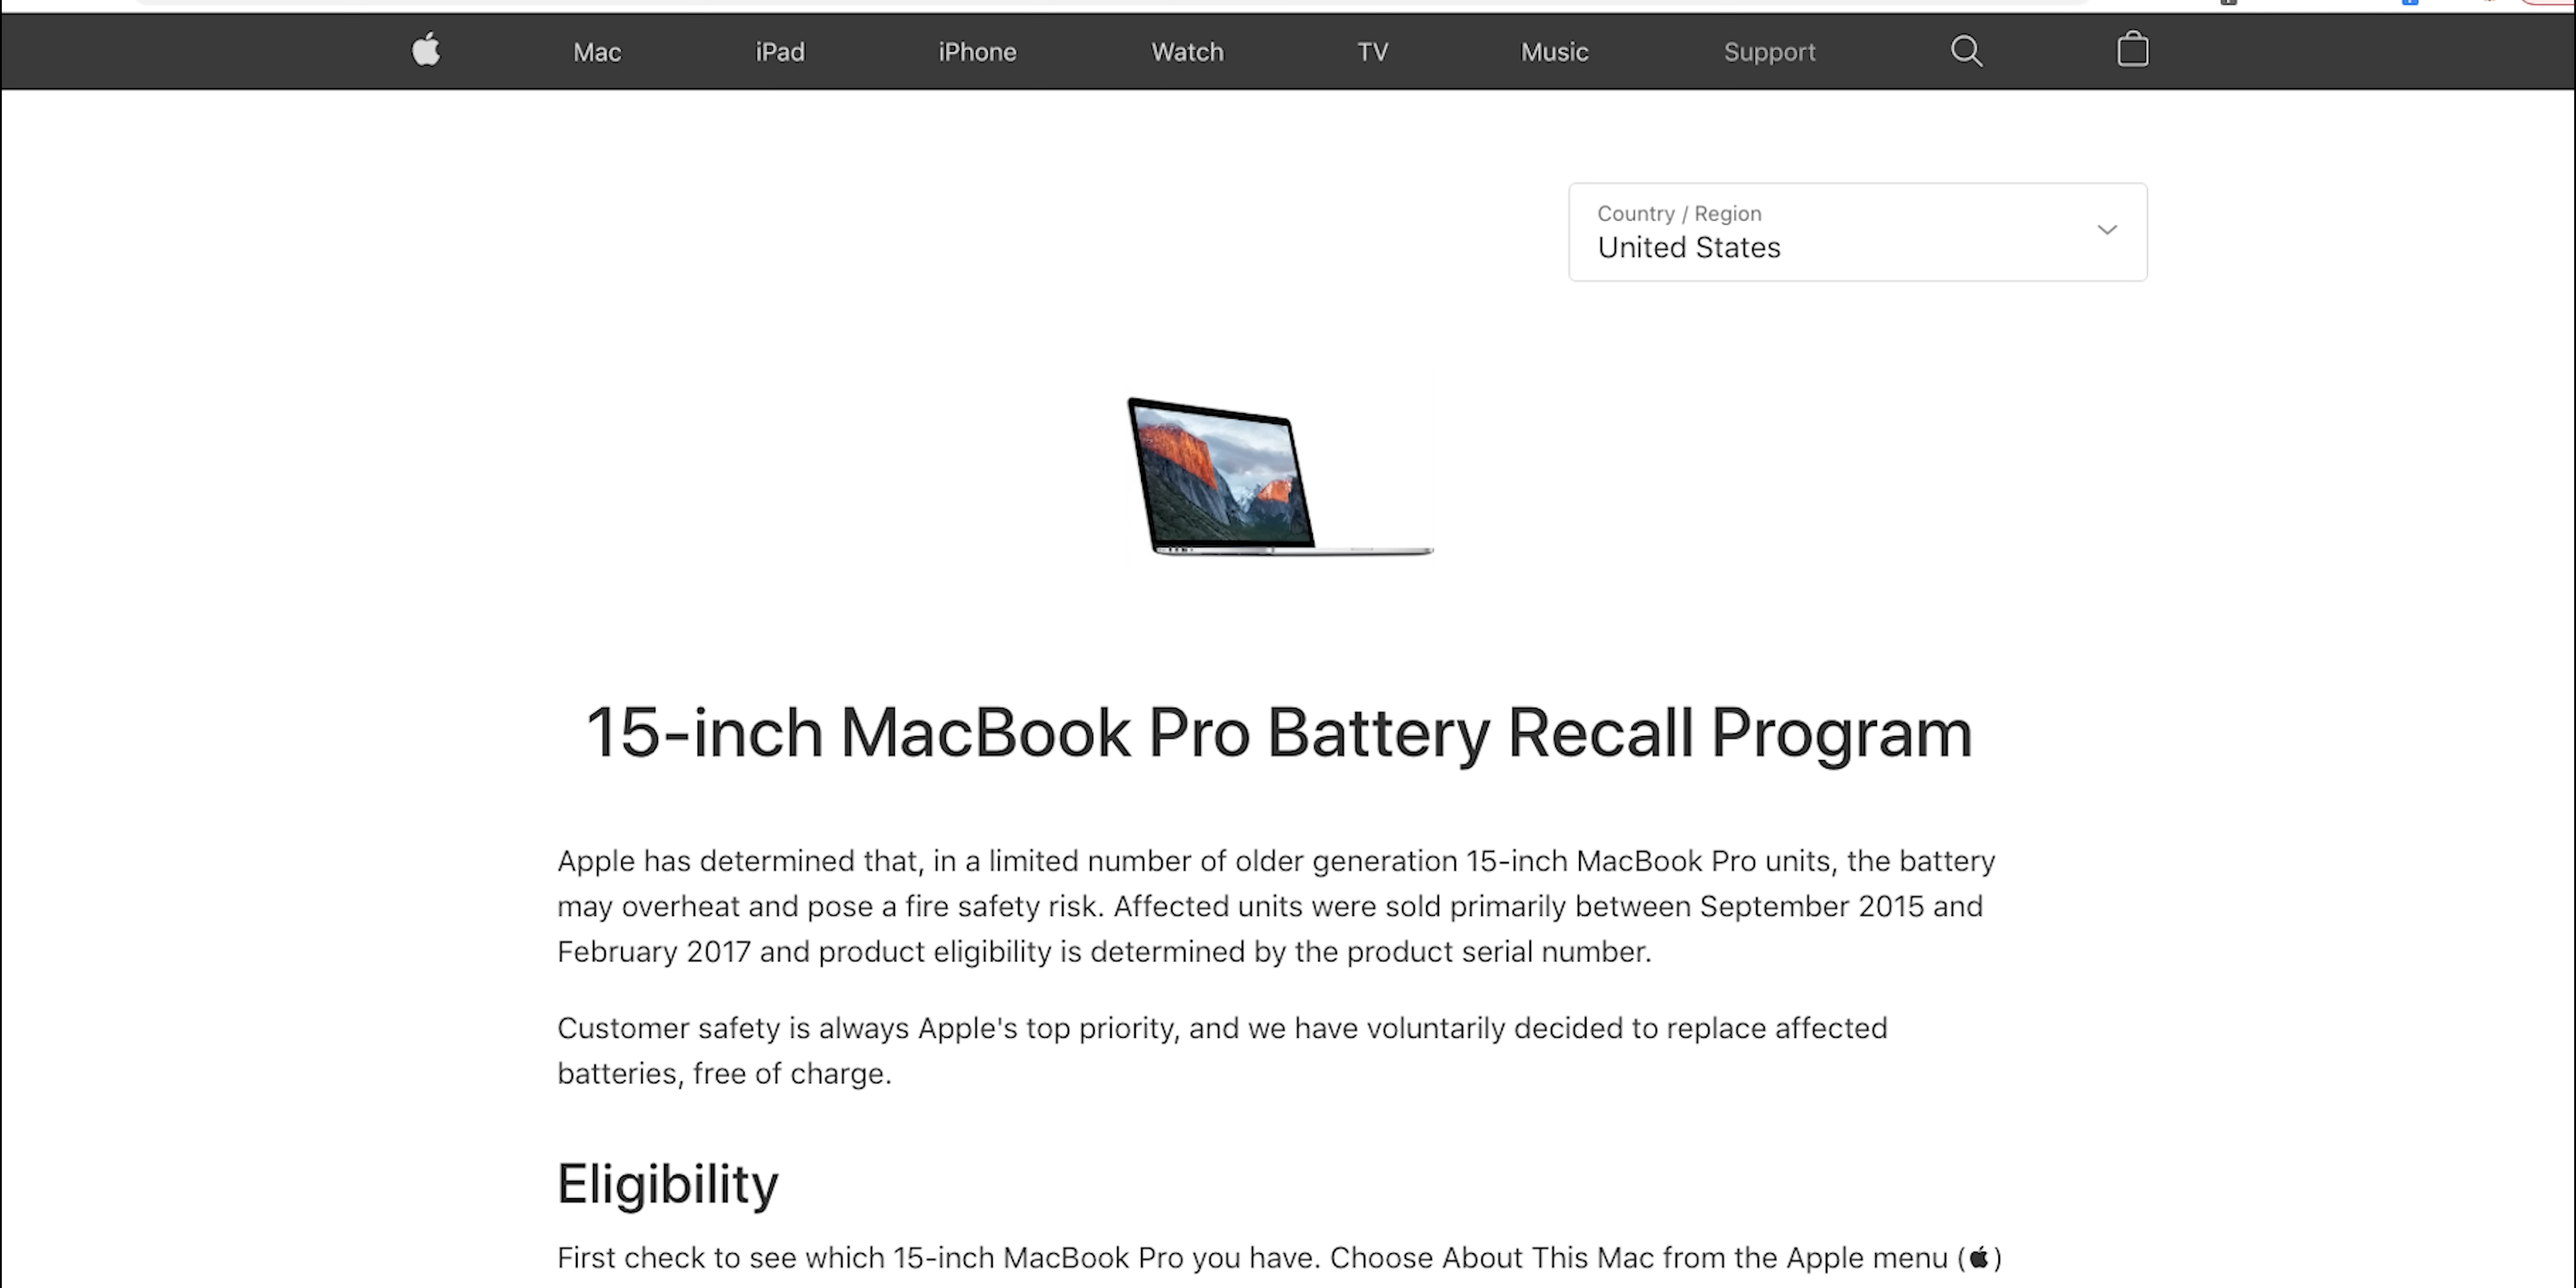 Mac iPad iPhone Watch TV Music Support
Country / Region
United States
15-inch MacBook Pro Battery Recall Program
Apple has determined that, in a limited number of older generation 15-inch MacBook Pro units, the battery
may overheat and pose a fire safety risk. Affected units were sold primarily between September 2015 and
February 2017 and product eligibility is determined by the product serial number.
Customer safety is always Apple's top priority, and we have voluntarily decided to replace affected
batteries, free of charge.
Eligibility
First check to see which 15-inch MacBook Pro you have. Choose About This Mac from the Apple menu ()